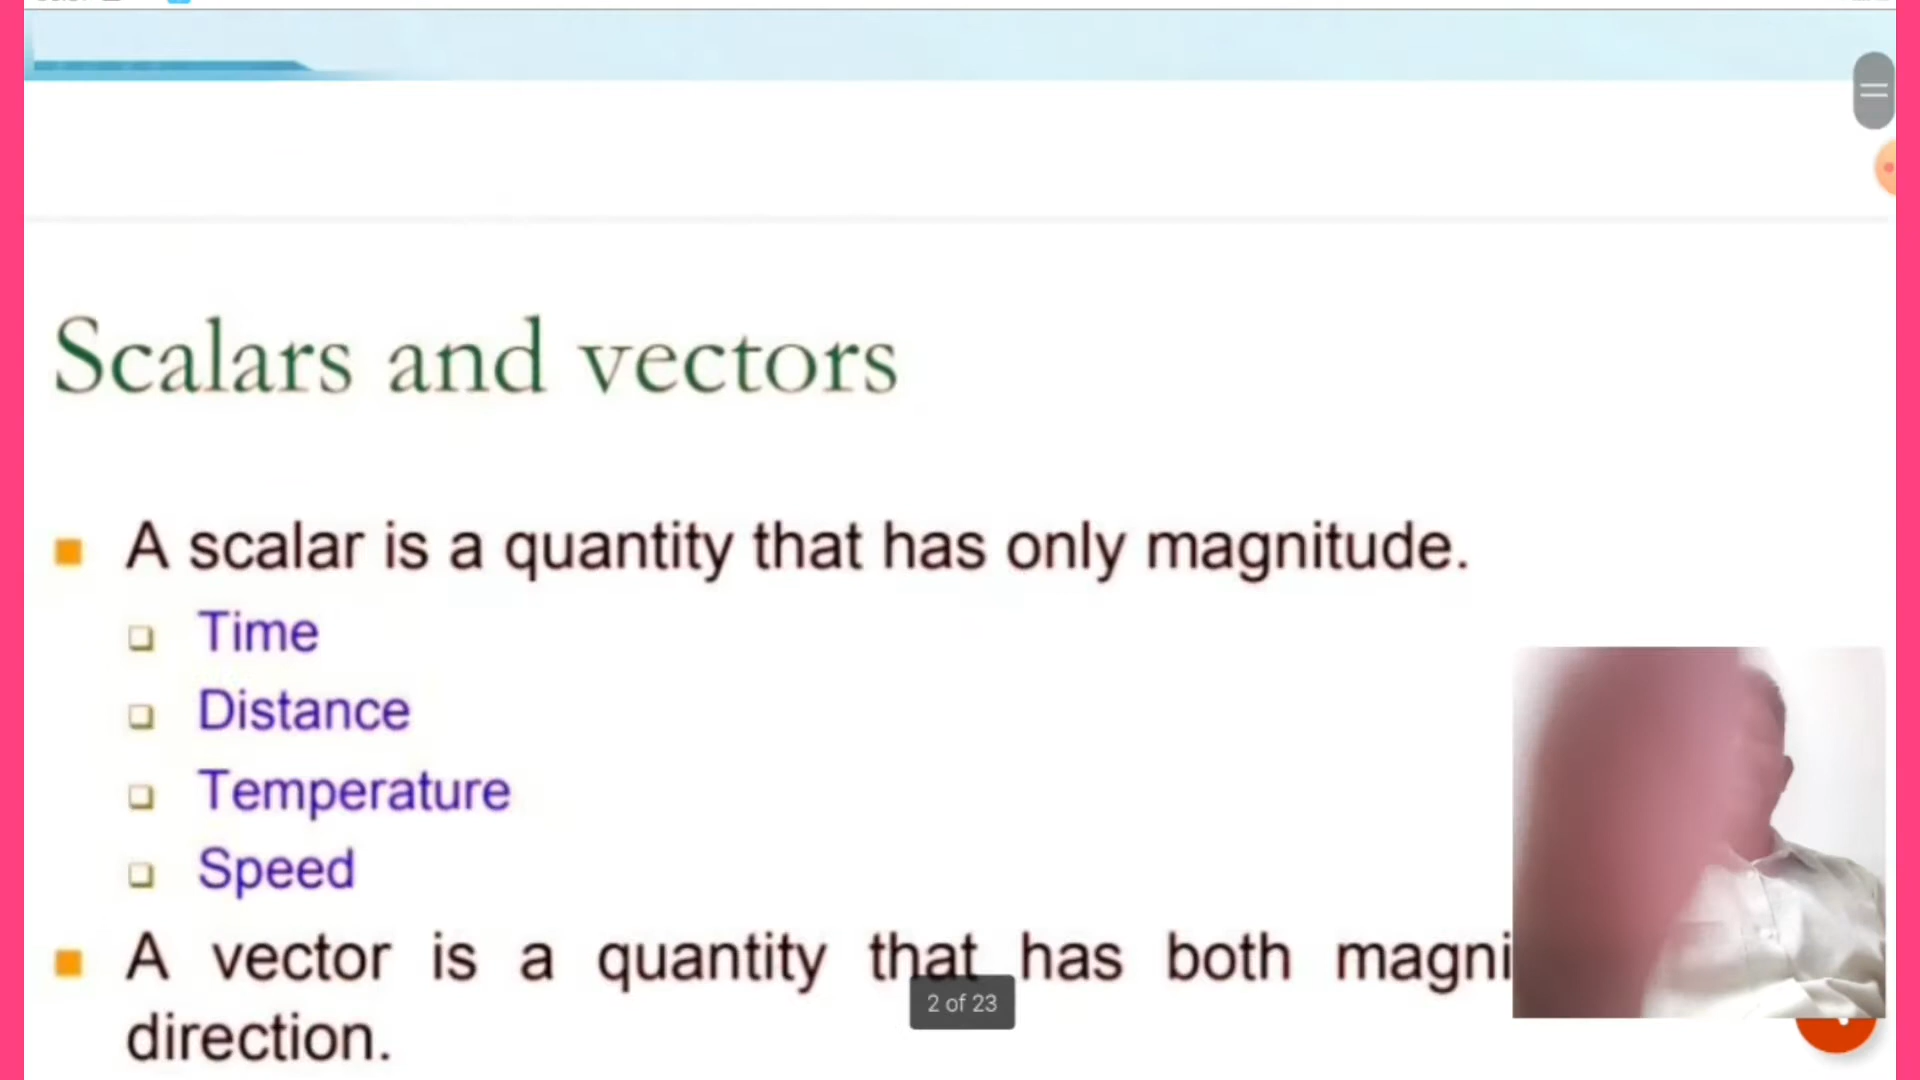 Scalars and vectors
A scalar is a quantity that has only magnitude.
Time
Distance
Temperature
Speed
A vector is a quantity that has both magni
direction.
2 of 23